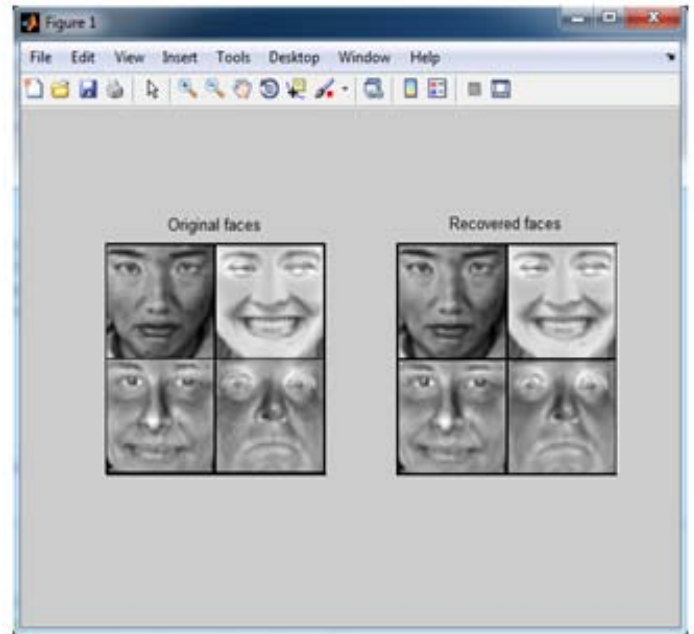 Figure 1
File Edit View Insert Tools Desktop Window Help
Original faces
Recovered faces